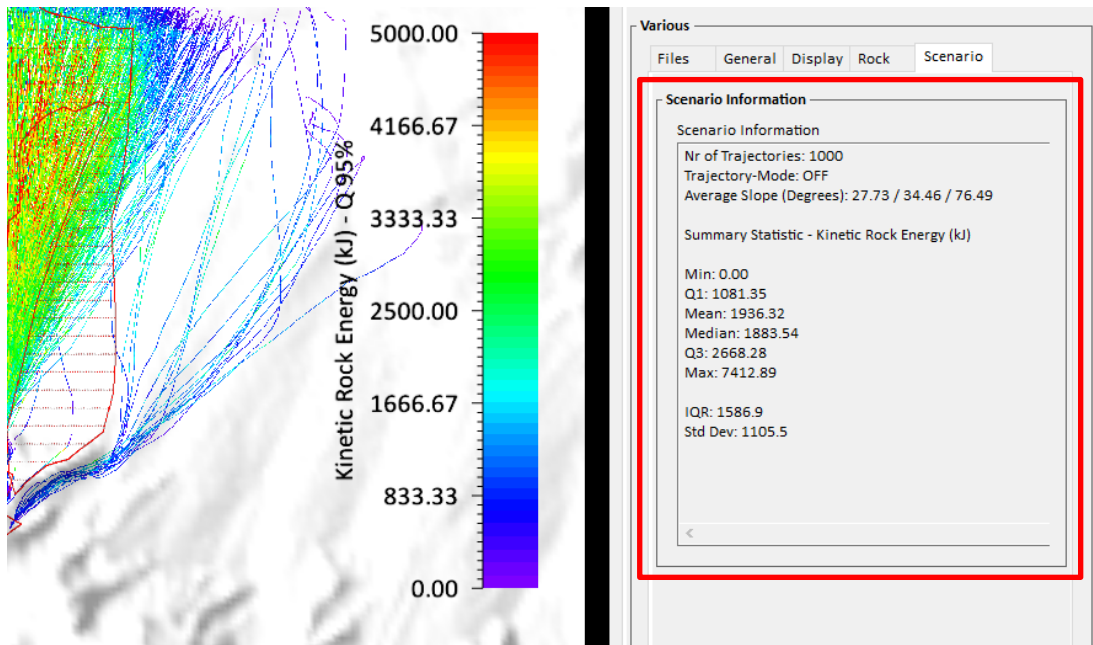 5000.00
4166.67
3333.33
2500.00
1666.67
833.33
0.00
Kinetic Rock Energy (kJ) - Q 95%
Various
Files General Display Rock Scenario
Scenario Information
Scenario Information
Nr of Trajectories: 1000
Trajectory-Mode: OFF
Average Slope (Degrees): 27.73 / 34.46 / 76.49
Summary Statistic - Kinetic Rock Energy (kJ)
Min: 0.00
Q1: 1081.35
Mean: 1936.32
Median: 1883.54
Q3: 2668.28
Max: 7412.89
IQR: 1586.9
Std Dev: 1105.5
<